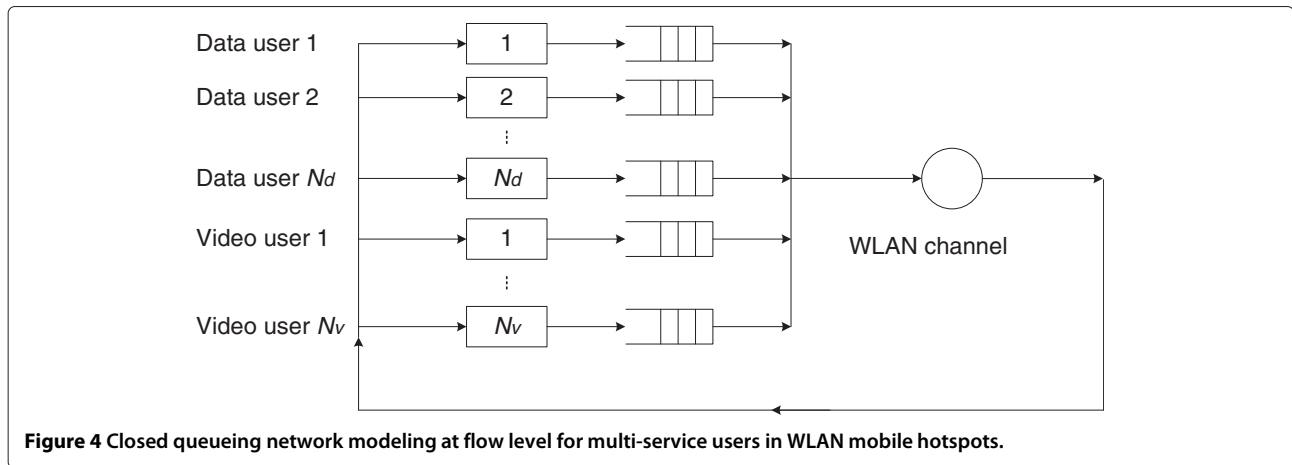 Data user 1
1
Data user 2
2
Data user Nd
Nd
Video user 1
1
WLAN channel
Video user Nv
Nv
Figure 4 Closed queueing network modeling at flow level for multi-service users in WLAN mobile hotspots.